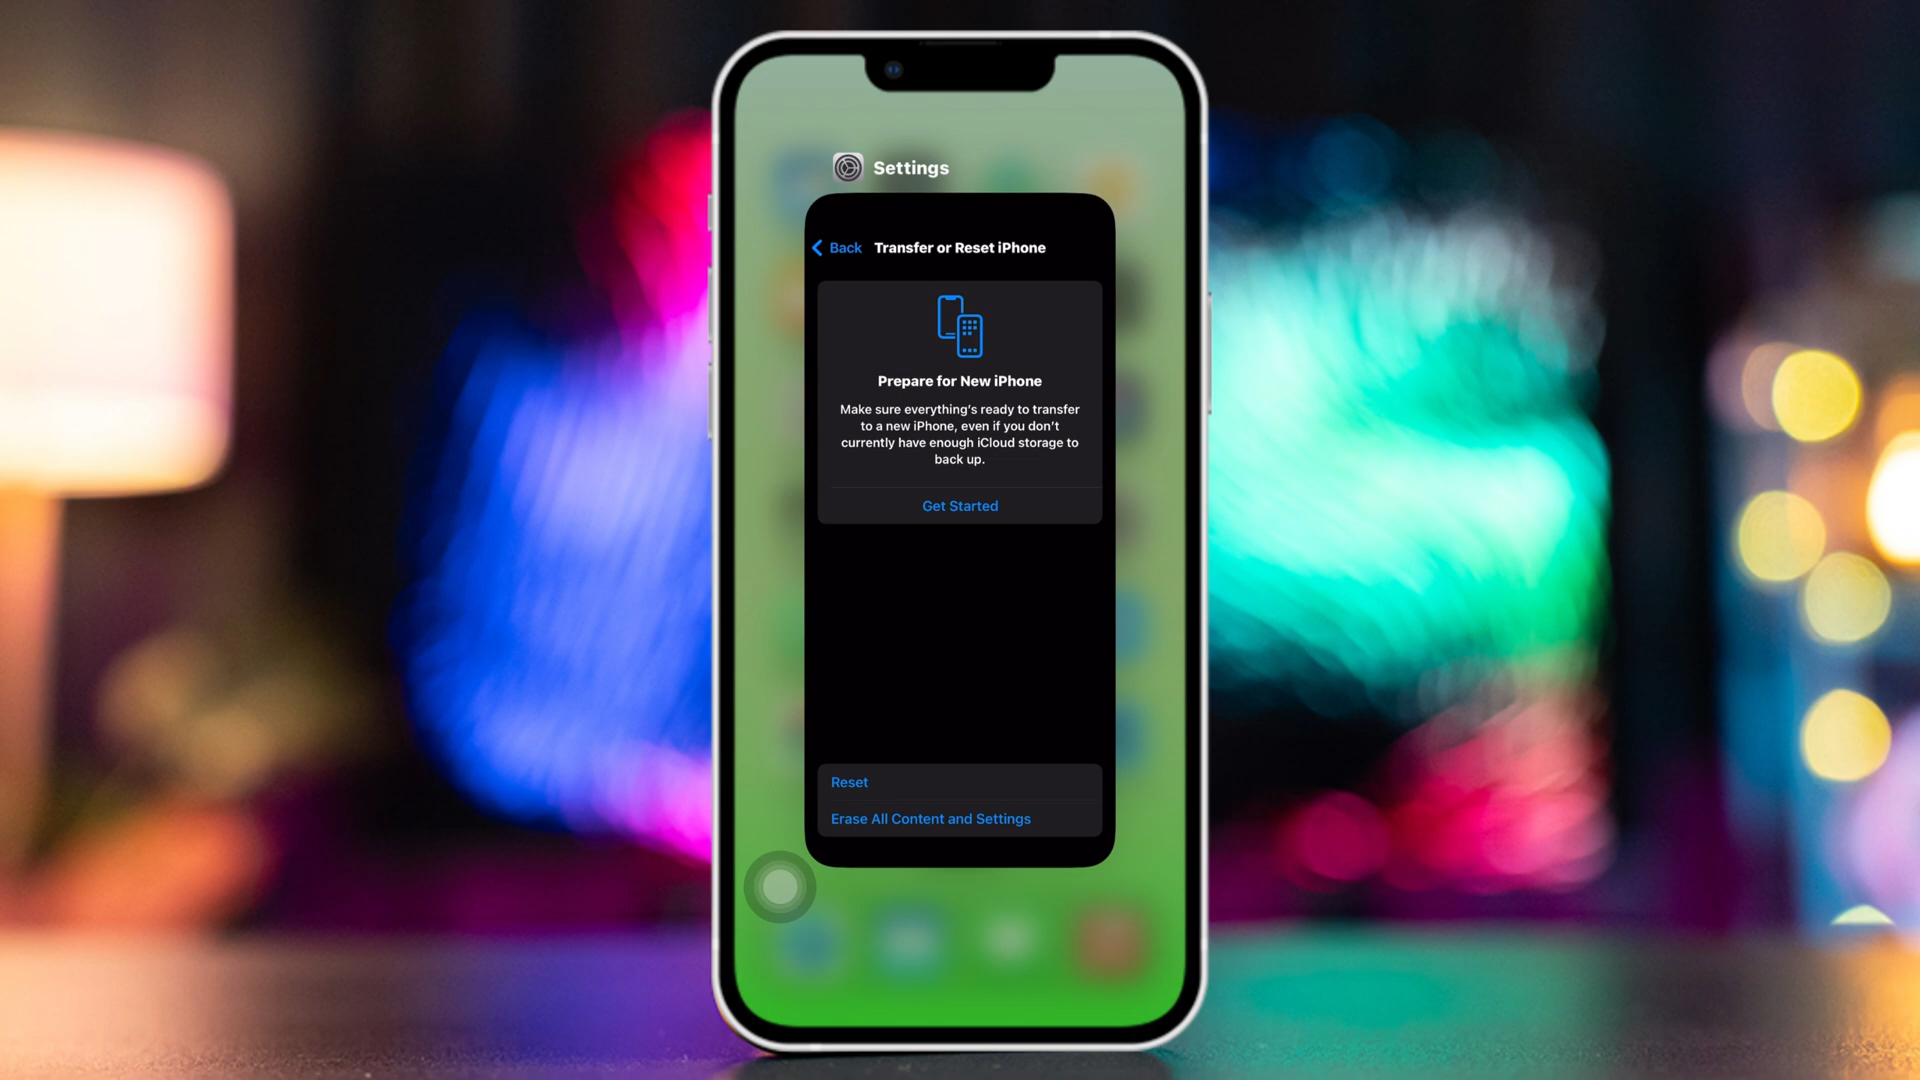 Settings
Back Transfer or Reset iPhone
Prepare for New iPhone
Make sure everything’s ready to transfer
to a new iPhone, even if you don’t
currently have enough iCloud storage to
back up.
Get Started
Reset
Erase All Content and Settings